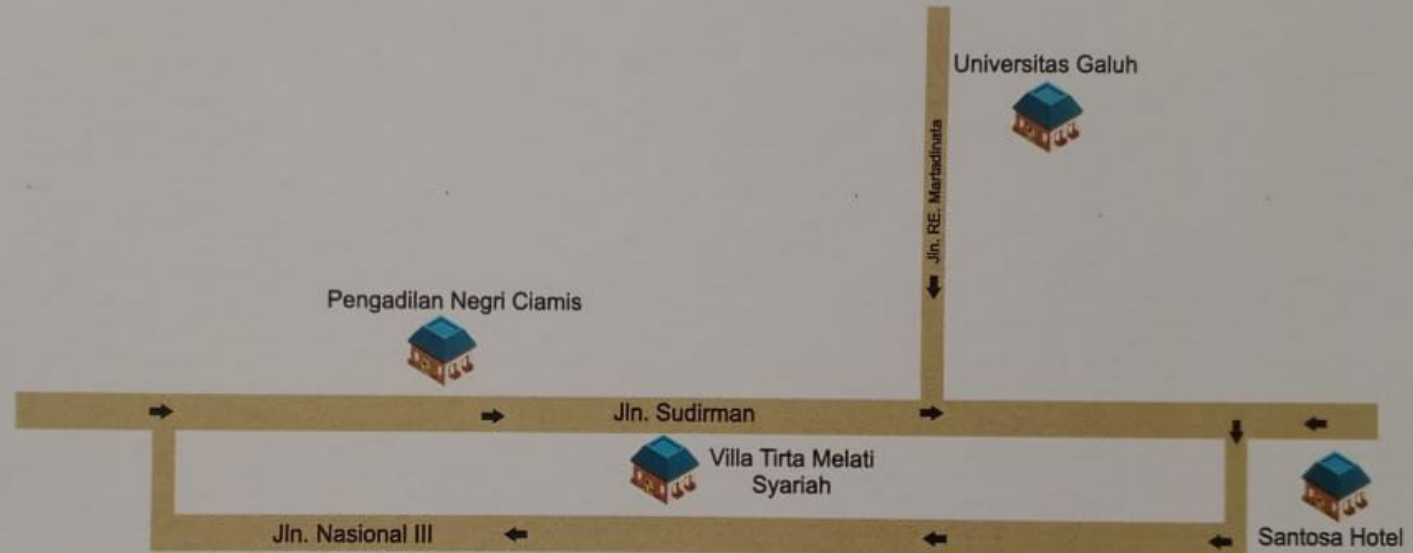 Universitas Galuh
Jln. RE. Martadinata
Pengadilan Negri Ciamis
Jln. Sudirman
Villa Tirta Melati
Syariah
Jln. Nasional III
Santosa Hotel